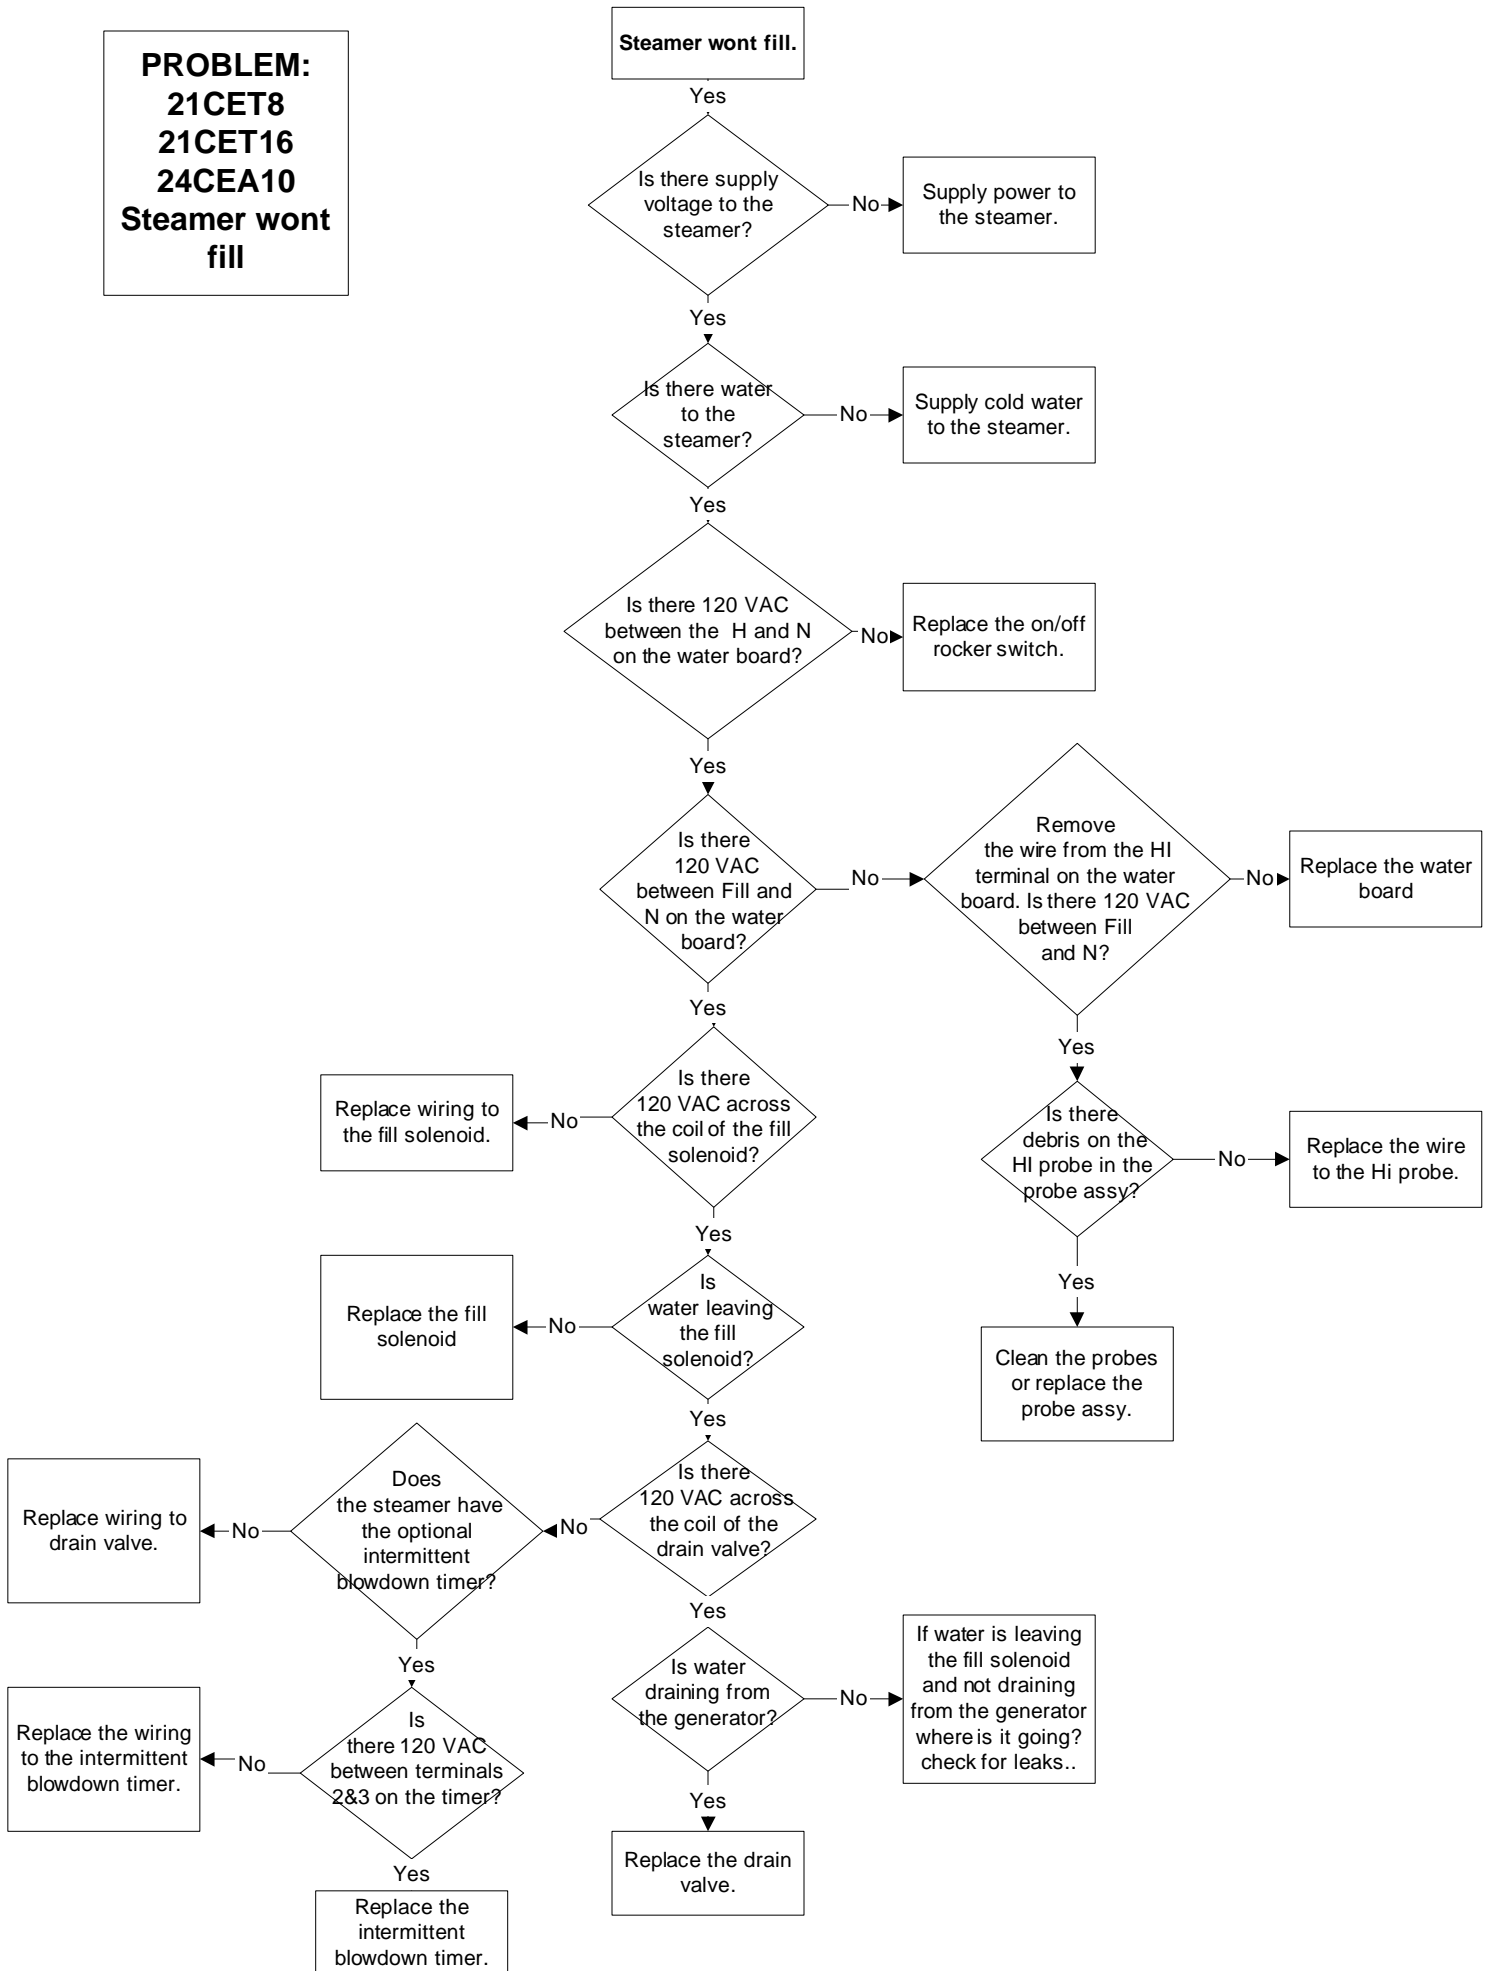 PROBLEM:
21CET8
21CET16
24CEA10
Steamer wont
fill
Steamer wont fill.
Yes
Is there supply
voltage to the
steamer?
No
Supply power to
the steamer.
Yes
Is there water
to the
steamer?
No
Supply cold water
to the steamer.
Yes
Is there 120 VAC
between the H and N
on the water board?
No
Replace the on/off
rocker switch.
Yes
Is there
120 VAC
between Fill and
N on the water
board?
No
Remove
the wire from the HI
terminal on the water
board. Is there 120 VAC
between Fill
and N?
No
Replace the water
board
Yes
Yes
Is there
120 VAC across
the coil of the fill
solenoid?
No
Replace wiring to
the fill solenoid.
Is there
debris on the
HI probe in the
probe assy?
No
Replace the wire
to the Hi probe.
Yes
Yes
Is
water leaving
the fill
solenoid?
No
Replace the fill
solenoid
Clean the probes
or replace the
probe assy.
Yes
Is there
120 VAC across
the coil of the
drain valve?
No
Does
the steamer have
the optional
intermittent
blowdown timer?
No
Replace wiring to
drain valve.
Yes
Yes
Is water
draining from
the generator?
No
If water is leaving
the fill solenoid
and not draining
from the generator
where is it going?
check for leaks..
Is
there 120 VAC
between terminals
2&3 on the timer?
No
Replace the wiring
to the intermittent
blowdown timer.
Yes
Replace the drain
valve.
Yes
Replace the
intermittent
blowdown timer.